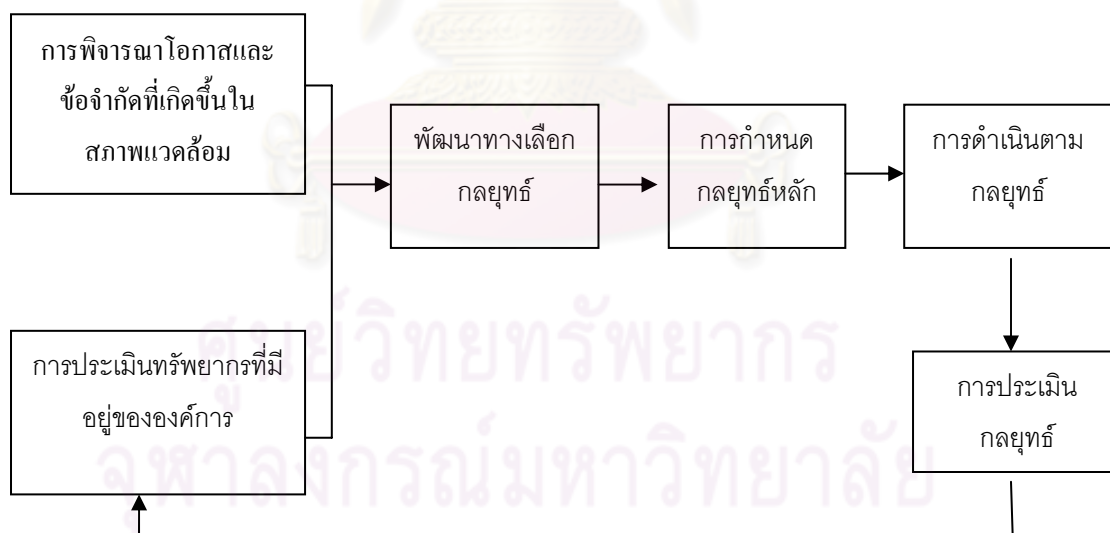 การพิจารณาโอกาสและ
ข้อจำกัดที่เกิดขึ้นใน
สภาพแวดล้อม
พัฒนาทางเลือก
กลยุทธ์
การกำหนด
กลยุทธ์หลัก
การดำเนินตาม
กลยุทธ์
การประเมินทรัพยากรที่มี
อยู่ขององค์การ
การประเมิน
กลยุทธ์
ศูนย์วิทยทรัพยากร
จุฬาลงกรณ์มหาวิทยาลัย